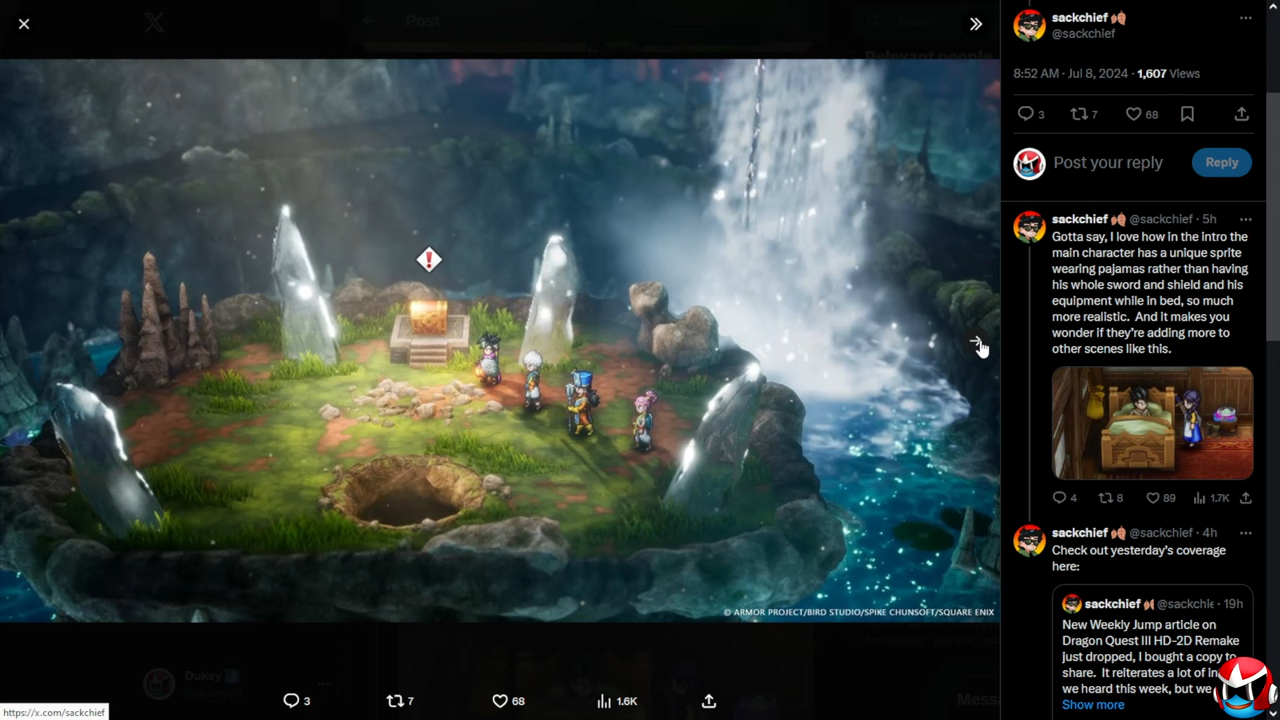 Post
Search
Relevant people
sackchief
@sackchief
8:52 AM · Jul 8, 2024 · 1,607 Views
3
7
68
Post your reply
Reply
sackchief @sackchief · 5h
Gotta say, I love how in the intro the
main character has a unique sprite
wearing pajamas rather than having
his whole sword and shield and his
equipment while in bed, so much
more realistic. And it makes you
wonder if they're adding more to
other scenes like this.
4
8
89
1.7K
sackchief @sackchief · 4h
Check out yesterday's coverage
here:
sackchief @sackchie · 19h
New Weekly Jump article on
Dragon Quest III HD-2D Remake
just dropped, I bought a copy to
share. It reiterates a lot of in
we heard this week, but we
Show more
© ARMOR PROJECT/BIRD STUDIO/SPIKE CHUNSOFT/SQUARE ENIX
Dukey
3
7
68
1.6K
Mess
https://x.com/sackchief